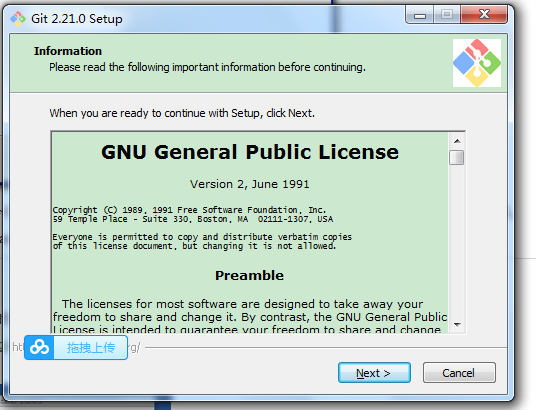 Git 2.21.0 Setup
Information
Please read the following important information before continuing.
When you are ready to continue with Setup, click Next.
GNU General Public License
Version 2, June 1991
Copyright (C) 1989, 1991 Free Software Foundation, Inc.
59 Temple Place - Suite 330, Boston, MA 02111-1307, USA
Everyone is permitted to copy and distribute verbatim copies
of this license document, but changing it is not allowed.
Preamble
The licenses for most software are designed to take away your
freedom to share and change it. By contrast, the GNU General Public
License is intended to guarantee your freedom to share and change
拖拽上传
Next >
Cancel